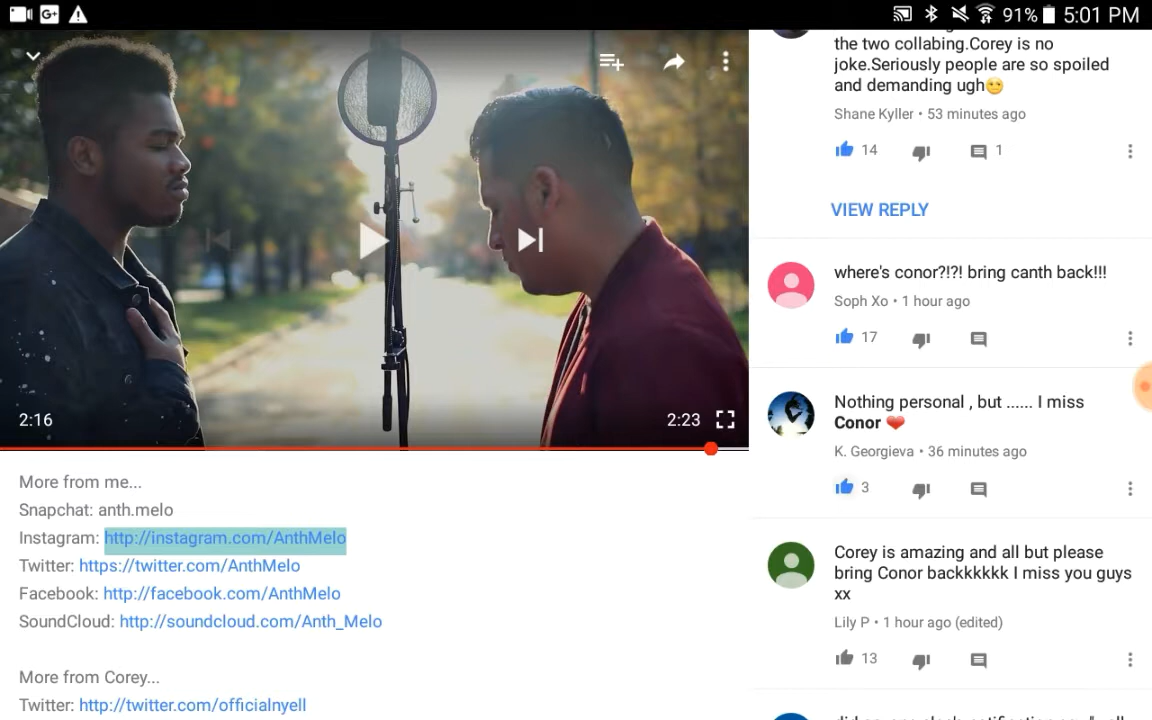 91% 5:01 PM
2:16
2:23
More from me...
Snapchat: anth.melo
Instagram: http://instagram.com/AnthMelo
Twitter: https://twitter.com/AnthMelo
Facebook: http://facebook.com/AnthMelo
SoundCloud: http://soundcloud.com/Anth_Melo
More from Corey...
Twitter: http://twitter.com/officialnyell
the two collabing.Corey is no
joke.Seriously people are so spoiled
and demanding ugh😒
Shane Kyller • 53 minutes ago
14
1
VIEW REPLY
where's conor?!?! bring canth back!!!
Soph Xo • 1 hour ago
17
Nothing personal , but ...... I miss
Conor ❤
K. Georgieva • 36 minutes ago
3
Corey is amazing and all but please
bring Conor backkkkkk I miss you guys
xx
Lily P • 1 hour ago (edited)
13